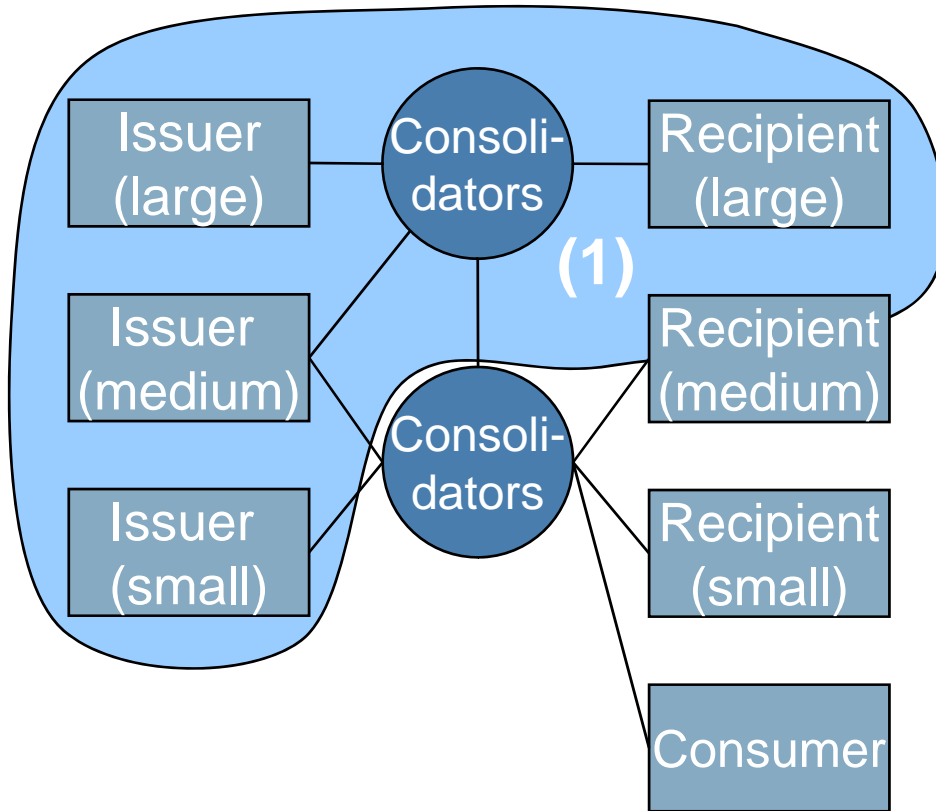 Issuer
(large)
Consoli-
dators
Recipient
(large)
(1)
Issuer
(medium)
Recipient
(medium)
Consoli-
dators
Issuer
(small)
Recipient
(small)
Consumer